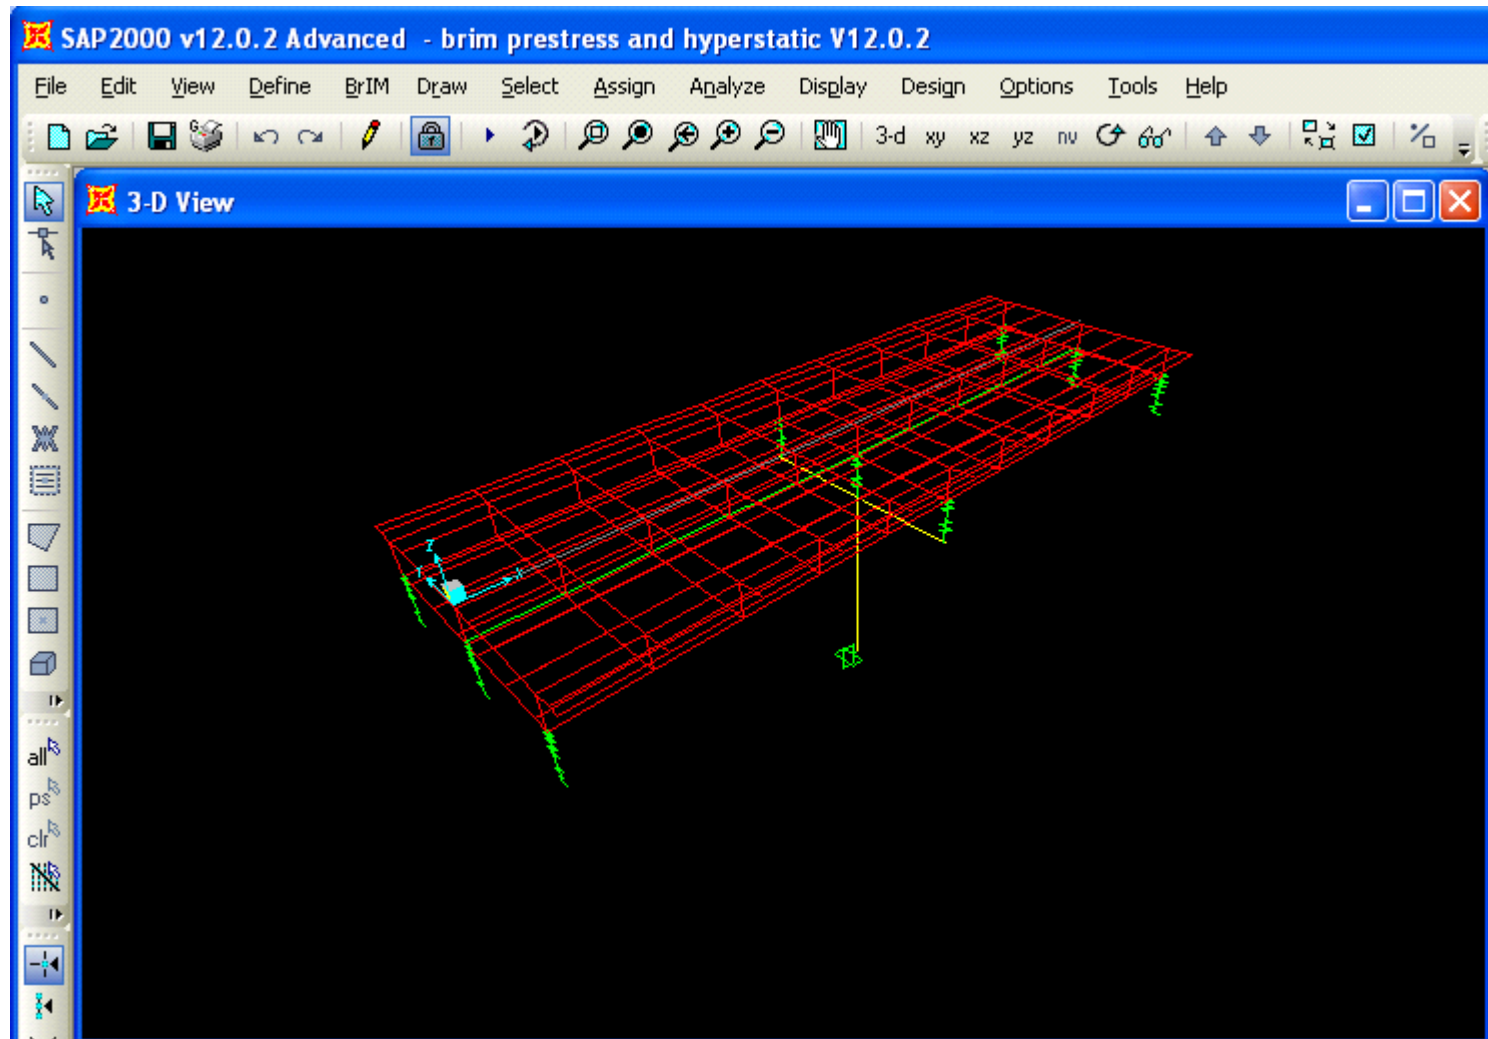 SAP2000 v12.0.2 Advanced - brim prestress and hyperstatic V12.0.2
File Edit View Define BrIM Draw Select Assign Analyze Display Design Options Tools Help
3-d xy xz yz nv
3-D View
Z
Y X
all
ps
clr